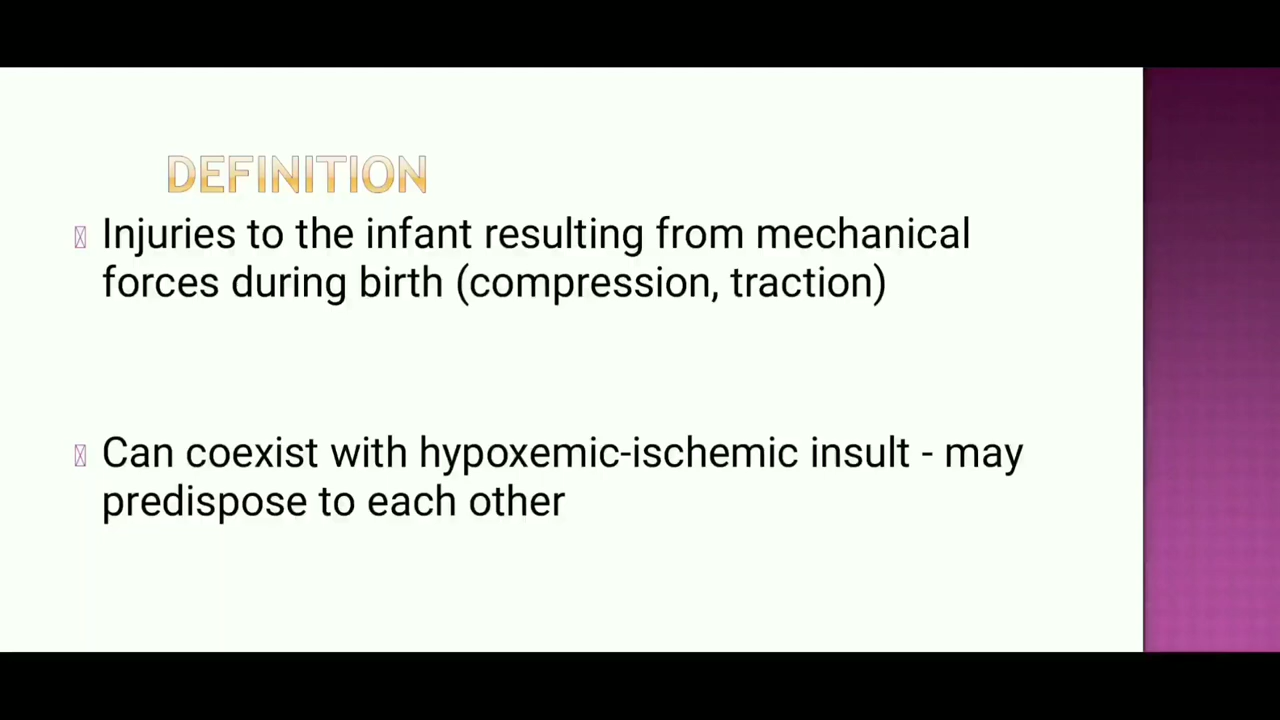 DEFINITION
Injuries to the infant resulting from mechanical
forces during birth (compression, traction)
Can coexist with hypoxemic-ischemic insult - may
predispose to each other